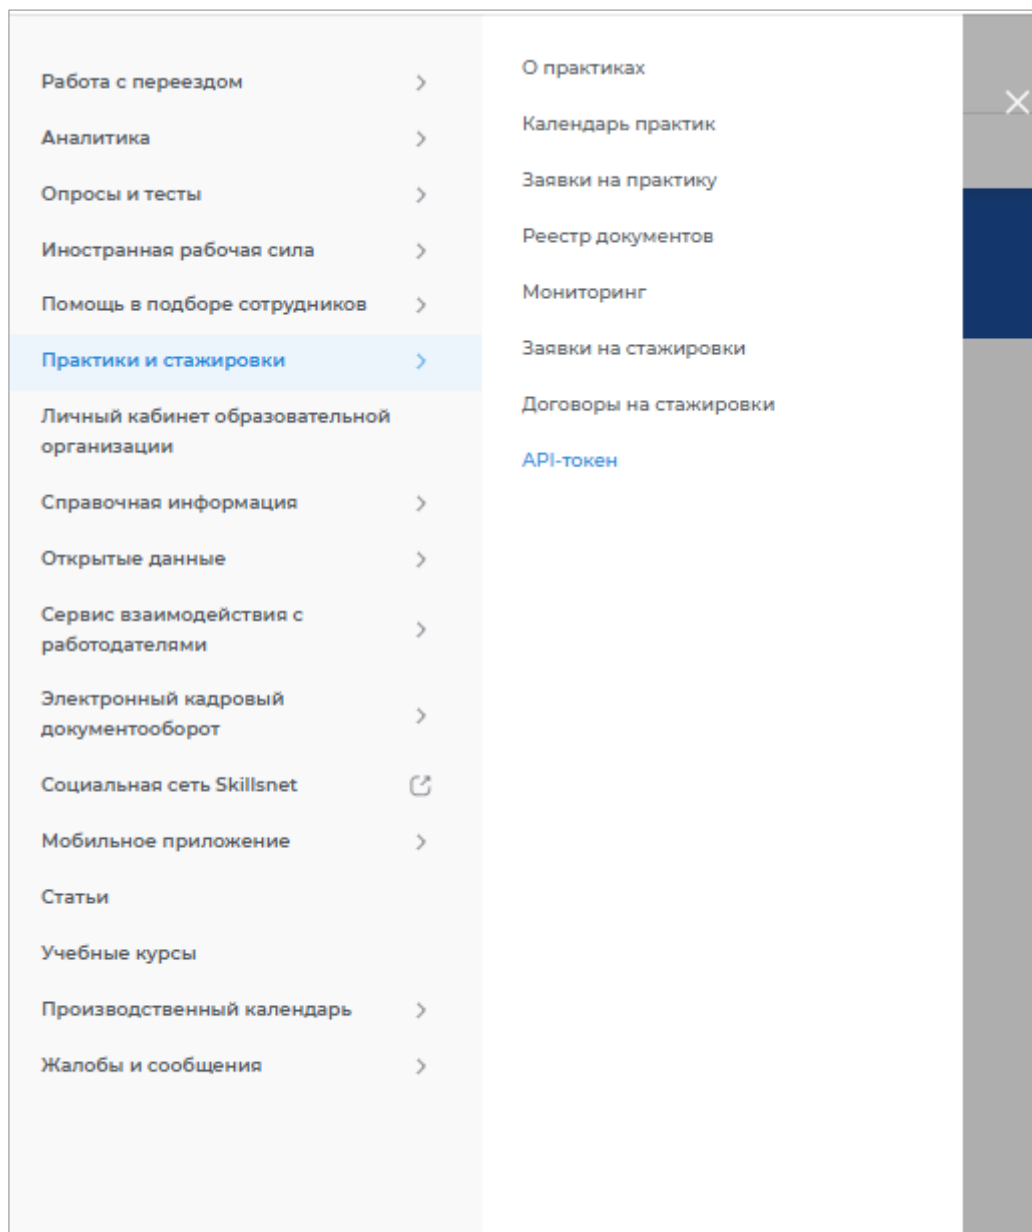 Работа с переездом
Аналитика
Опросы и тесты
Иностранная рабочая сила
Помощь в подборе сотрудников
Практики и стажировки
Личный кабинет образовательной
организации
Справочная информация
Открытые данные
Сервис взаимодействия с
работодателями
Электронный кадровый
документооборот
Социальная сеть Skillsnet
Мобильное приложение
Статьи
Учебные курсы
Производственный календарь
Жалобы и сообщения
О практиках
Календарь практик
Заявки на практику
Реестр документов
Мониторинг
Заявки на стажировки
Договоры на стажировки
API-токен